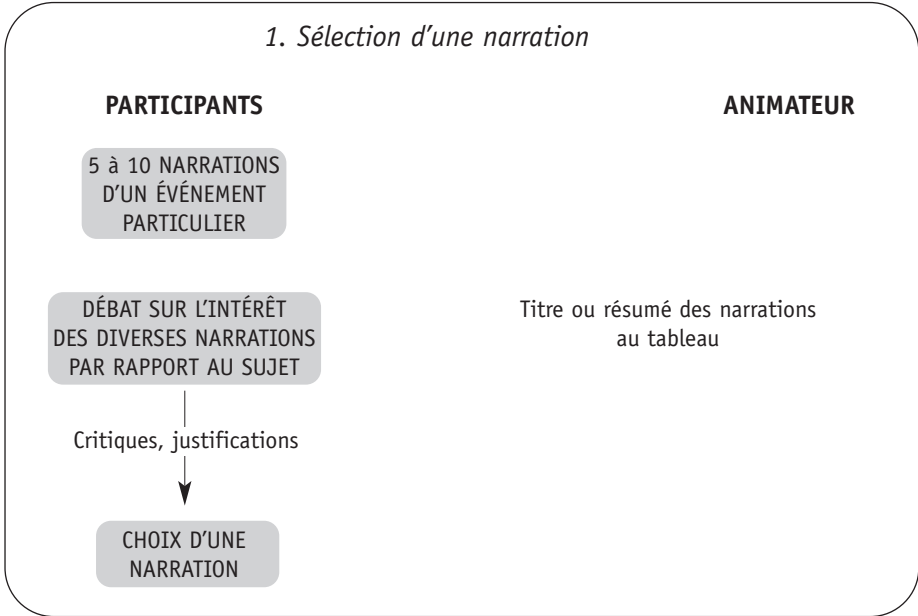 1. Sélection d’une narration
PARTICIPANTS
ANIMATEUR
5 à 10 NARRATIONS
D’UN ÉVÉNEMENT
PARTICULIER
DÉBAT SUR L’INTÉRÊT
DES DIVERSES NARRATIONS
PAR RAPPORT AU SUJET
Titre ou résumé des narrations
au tableau
Critiques, justifications
CHOIX D’UNE
NARRATION